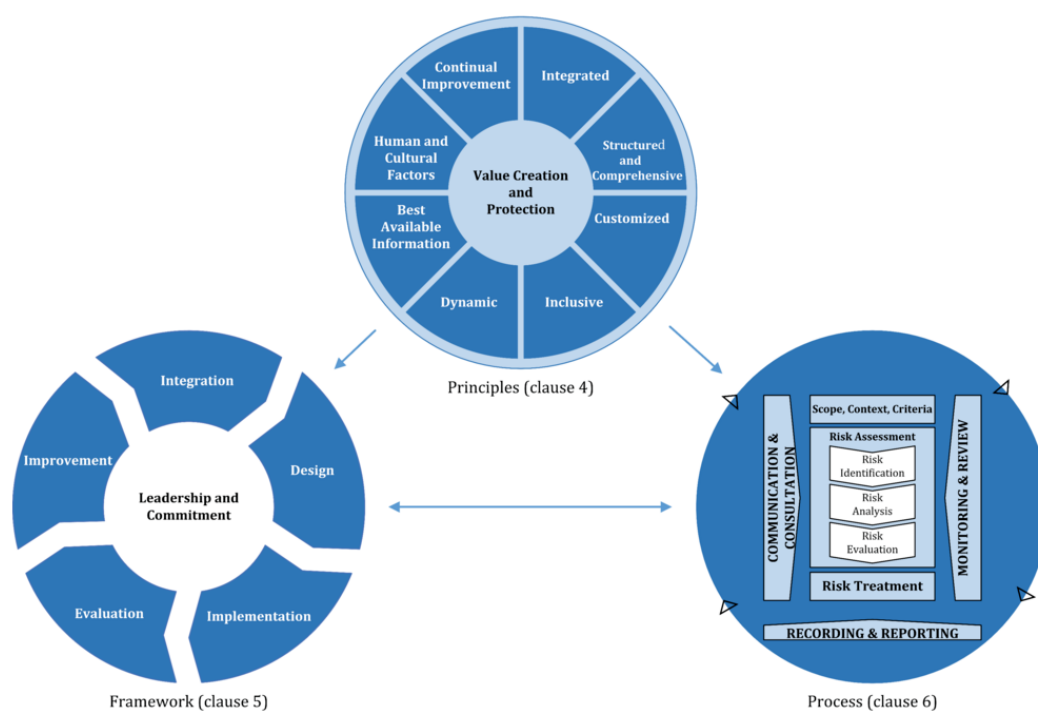 Continual
Improvement
Integrated
Structured
and
Comprehensive
Customized
Inclusive
Dynamic
Best
Available
Information
Human and
Cultural
Factors
Value Creation
and
Protection
Principles (clause 4)
Integration
Design
Implementation
Evaluation
Improvement
Leadership and
Commitment
Framework (clause 5)
Scope, Context, Criteria
Risk Assessment
Risk
Identification
Risk
Analysis
Risk
Evaluation
Risk Treatment
COMMUNICATION &
CONSULTATION
MONITORING & REVIEW
RECORDING & REPORTING
Process (clause 6)